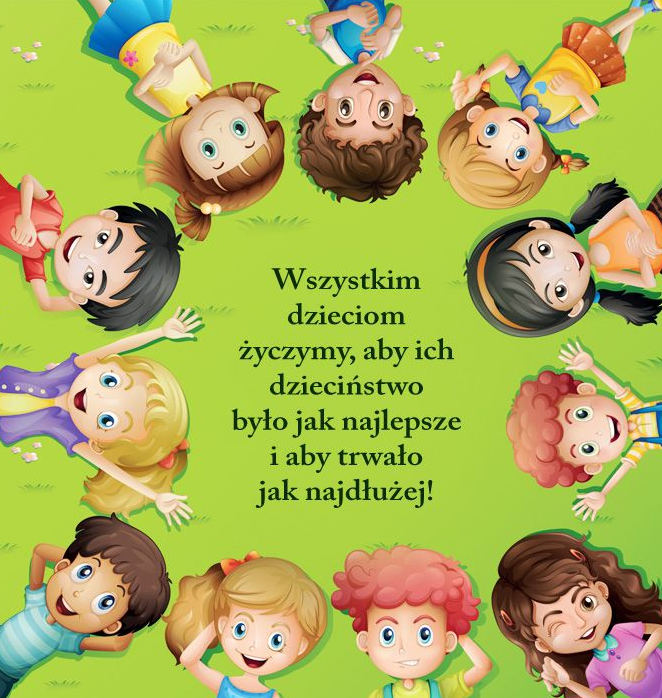 Wszystkim
dzieciom
życzymy, aby ich
dzieciństwo
było jak najlepsze
i aby trwało
jak najdłużej!